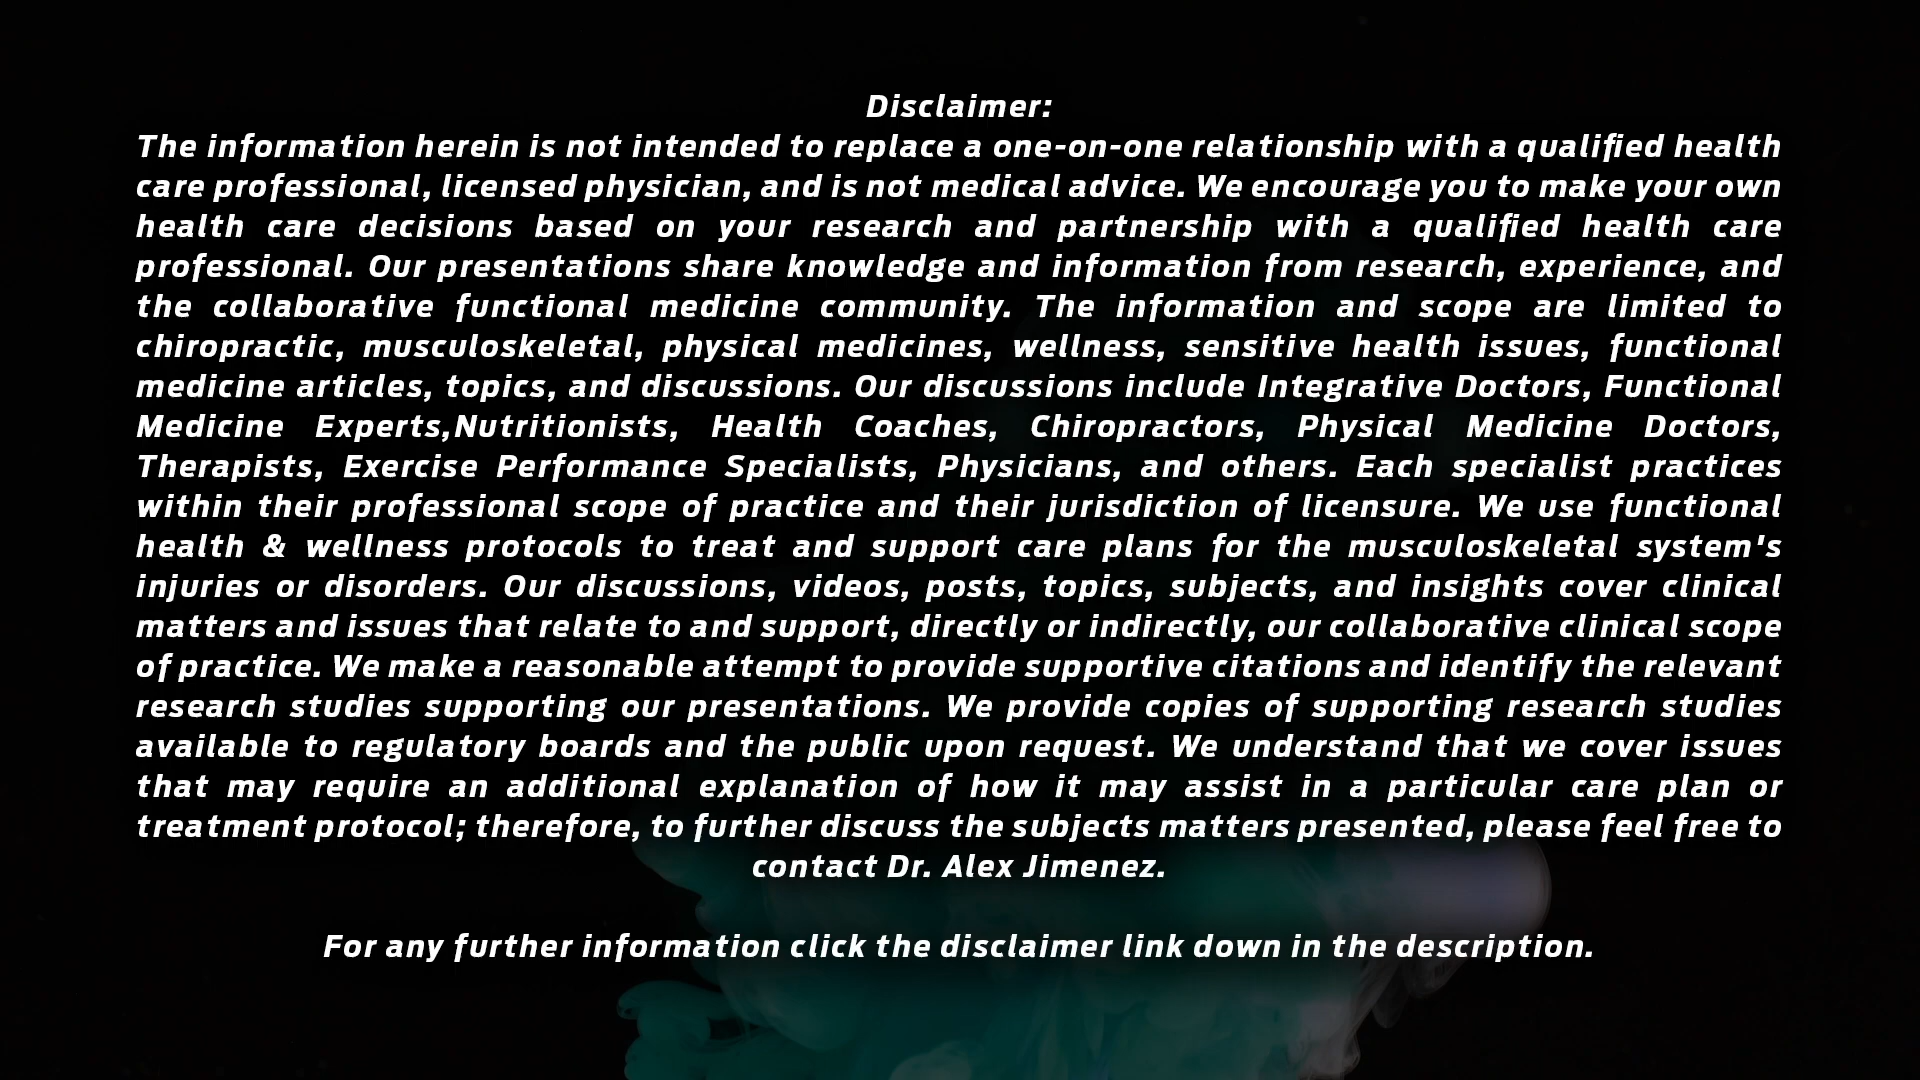 Disclaimer:
The information herein is not intended to replace a one-on-one relationship with a qualified health
care professional, licensed physician, and is not medical advice. We encourage you to make your own
health care decisions based on your research and partnership with a qualified health care
professional. Our presentations share knowledge and information from research, experience, and
the collaborative functional medicine community. The information and scope are limited to
chiropractic, musculoskeletal, physical medicines, wellness, sensitive health issues, functional
medicine articles, topics, and discussions. Our discussions include Integrative Doctors, Functional
Medicine Experts,Nutritionists, Health Coaches, Chiropractors, Physical Medicine Doctors,
Therapists, Exercise Performance Specialists, Physicians, and others. Each specialist practices
within their professional scope of practice and their jurisdiction of licensure. We use functional
health & wellness protocols to treat and support care plans for the musculoskeletal system's
injuries or disorders. Our discussions, videos, posts, topics, subjects, and insights cover clinical
matters and issues that relate to and support, directly or indirectly, our collaborative clinical scope
of practice. We make a reasonable attempt to provide supportive citations and identify the relevant
research studies supporting our presentations. We provide copies of supporting research studies
available to regulatory boards and the public upon request. We understand that we cover issues
that may require an additional explanation of how it may assist in a particular care plan or
treatment protocol; therefore, to further discuss the subjects matters presented, please feel free to
contact Dr. Alex Jimenez.
For any further information click the disclaimer link down in the description.